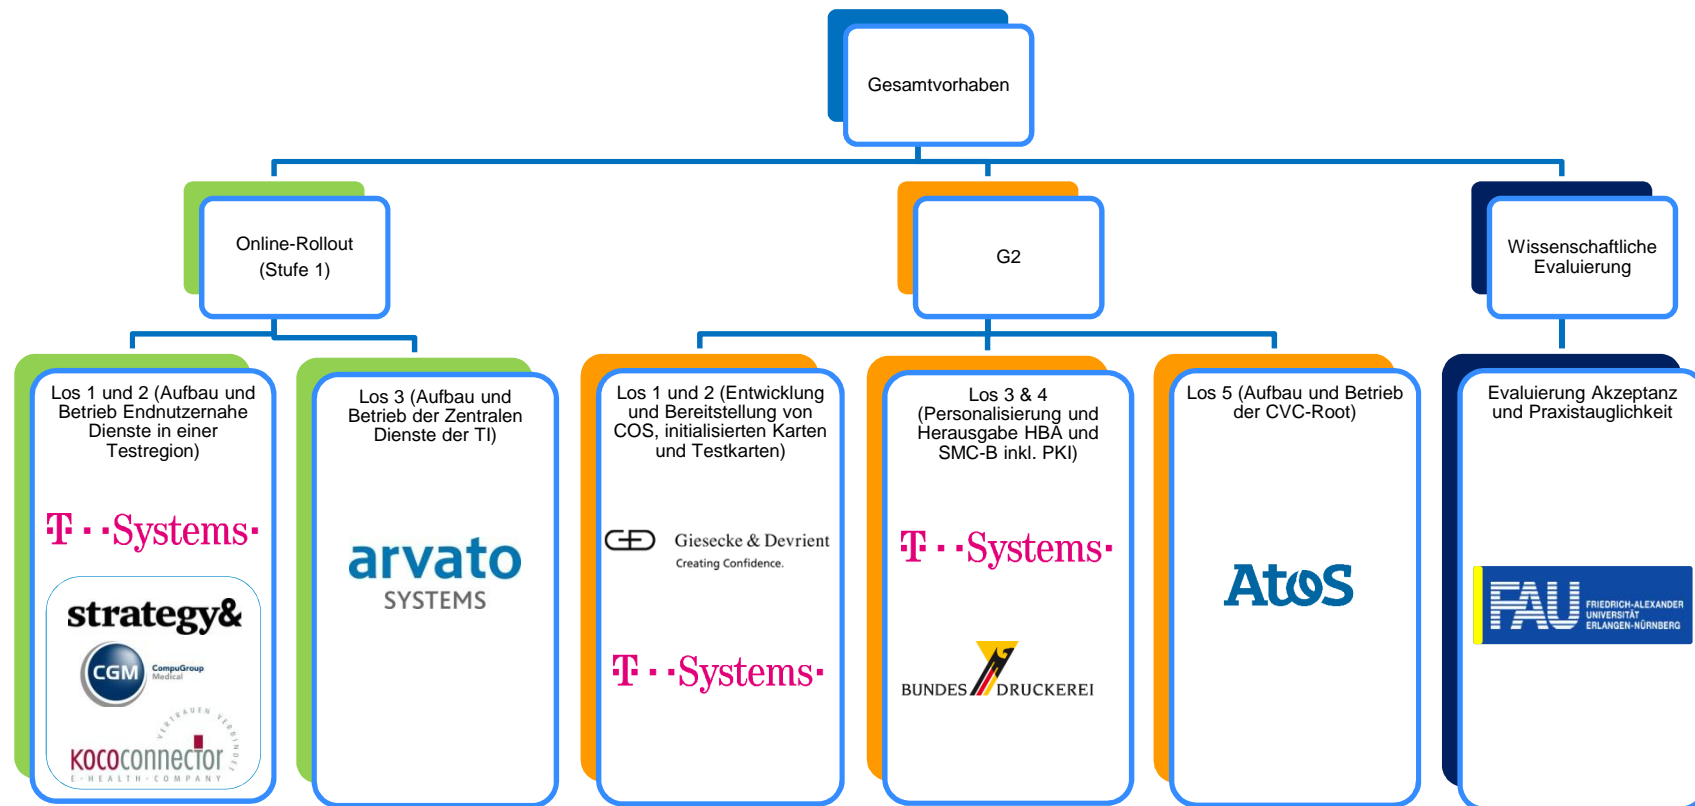 Gesamtvorhaben
Online-Rollout
(Stufe 1)
G2
Wissenschaftliche
Evaluierung
Los 1 und 2 (Aufbau und
Betrieb Endnutzernahe
Dienste in einer
Testregion)
T · · Systems ·
strategy&
CGM
CompuGroup
Medical
VERTRAUEN VERBINDET
KOCOCONNECTOR
E-HEALTH-COMPANY
Los 3 (Aufbau und
Betrieb der Zentralen
Dienste der TI)
arvato
SYSTEMS
Los 1 und 2 (Entwicklung
und Bereitstellung von
COS, initialisierten Karten
und Testkarten)
Giesecke & Devrient
Creating Confidence.
T · · Systems ·
Los 3 & 4
(Personalisierung und
Herausgabe HBA und
SMC-B inkl. PKI)
T · · Systems ·
BUNDESDRUCKEREI
Los 5 (Aufbau und Betrieb
der CVC-Root)
Atos
Evaluierung Akzeptanz
und Praxistauglichkeit
FAU
FRIEDRICH-ALEXANDER
UNIVERSITÄT
ERLANGEN-NÜRNBERG